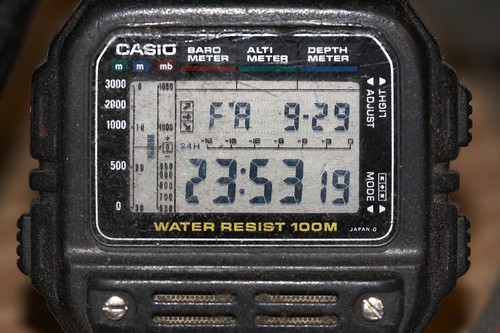 CASIO BARO METER ALTI METER DEPTH METER
m m mb
LIGHT
ADJUST
3000
2000
1000
500
0
FR 9-29
24H
23:53 19
MODE
WATER RESIST 100M
JAPAN O